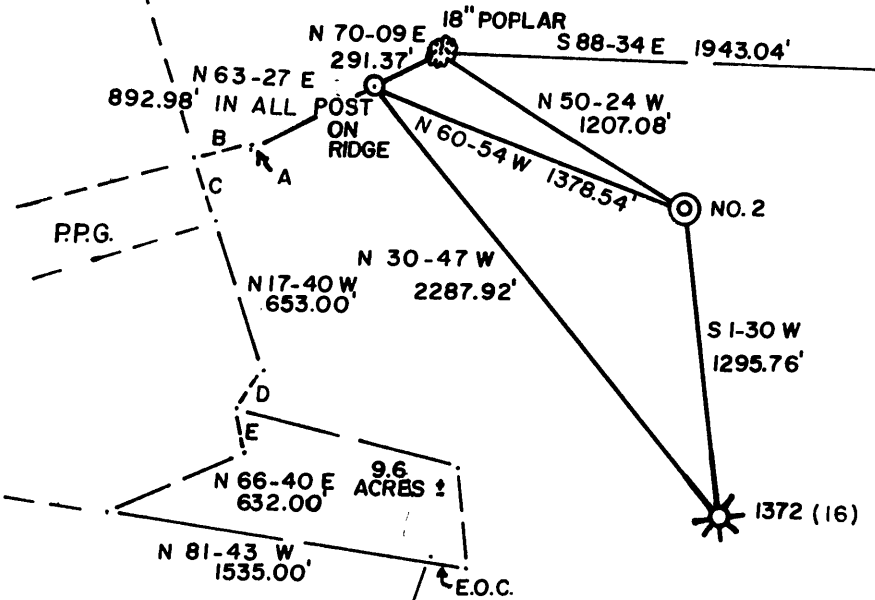 18" POPLAR
N 70-09 E
291.37'
S 88-34 E 1943.04'
N 63-27 E
892.98' IN ALL
POST
ON
RIDGE
N 50-24 W
1207.08'
N 60-54 W
1378.54'
B
A
C
NO. 2
P.P.G.
N 30-47 W
2287.92'
N 17-40 W
653.00'
S 1-30 W
1295.76'
D
E
N 66-40 E
632.00'
9.6
ACRES ±
1372 (16)
N 81-43 W
1535.00'
E.O.C.